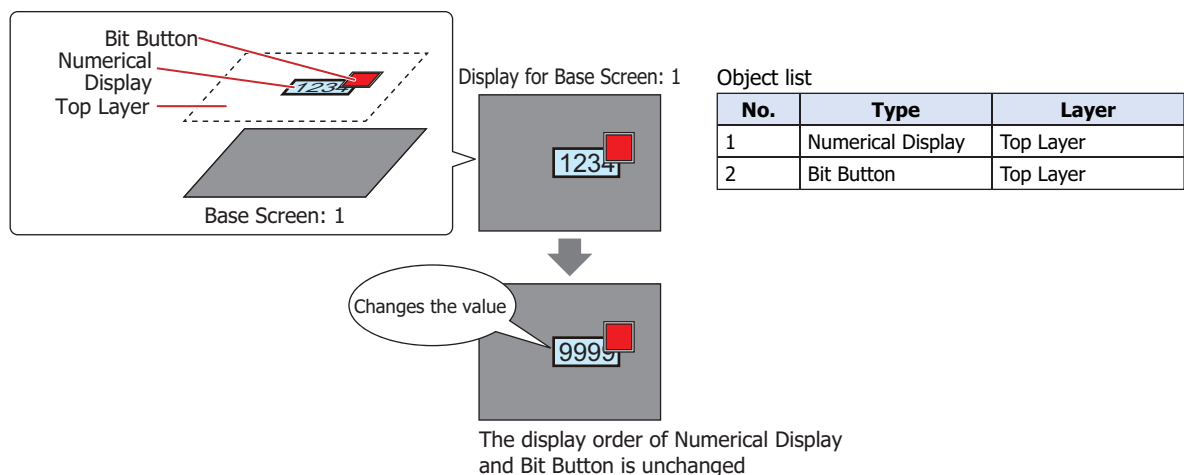 Bit Button
Numerical
Display
1234
Top Layer
Base Screen: 1
Display for Base Screen: 1
1234
Changes the value
9999
The display order of Numerical Display
and Bit Button is unchanged
Object list
No. Type Layer
1 Numerical Display Top Layer
2 Bit Button Top Layer